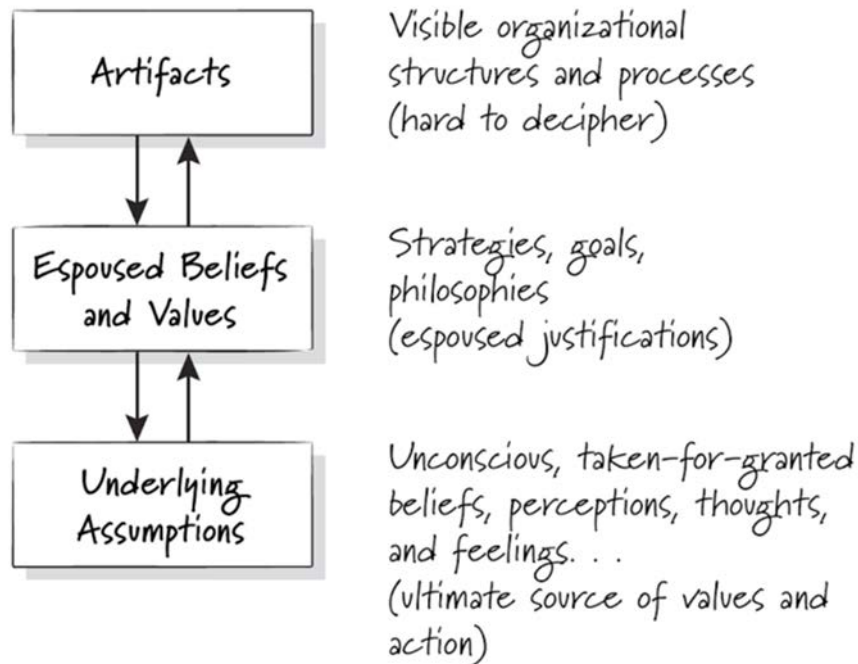 Artifacts
Visible organizational
structures and processes
(hard to decipher)
Espoused Beliefs
and Values
Strategies, goals,
philosophies
(espoused justifications)
Underlying
Assumptions
Unconscious, taken-for-granted
beliefs, perceptions, thoughts,
and feelings. . .
(ultimate source of values and
action)